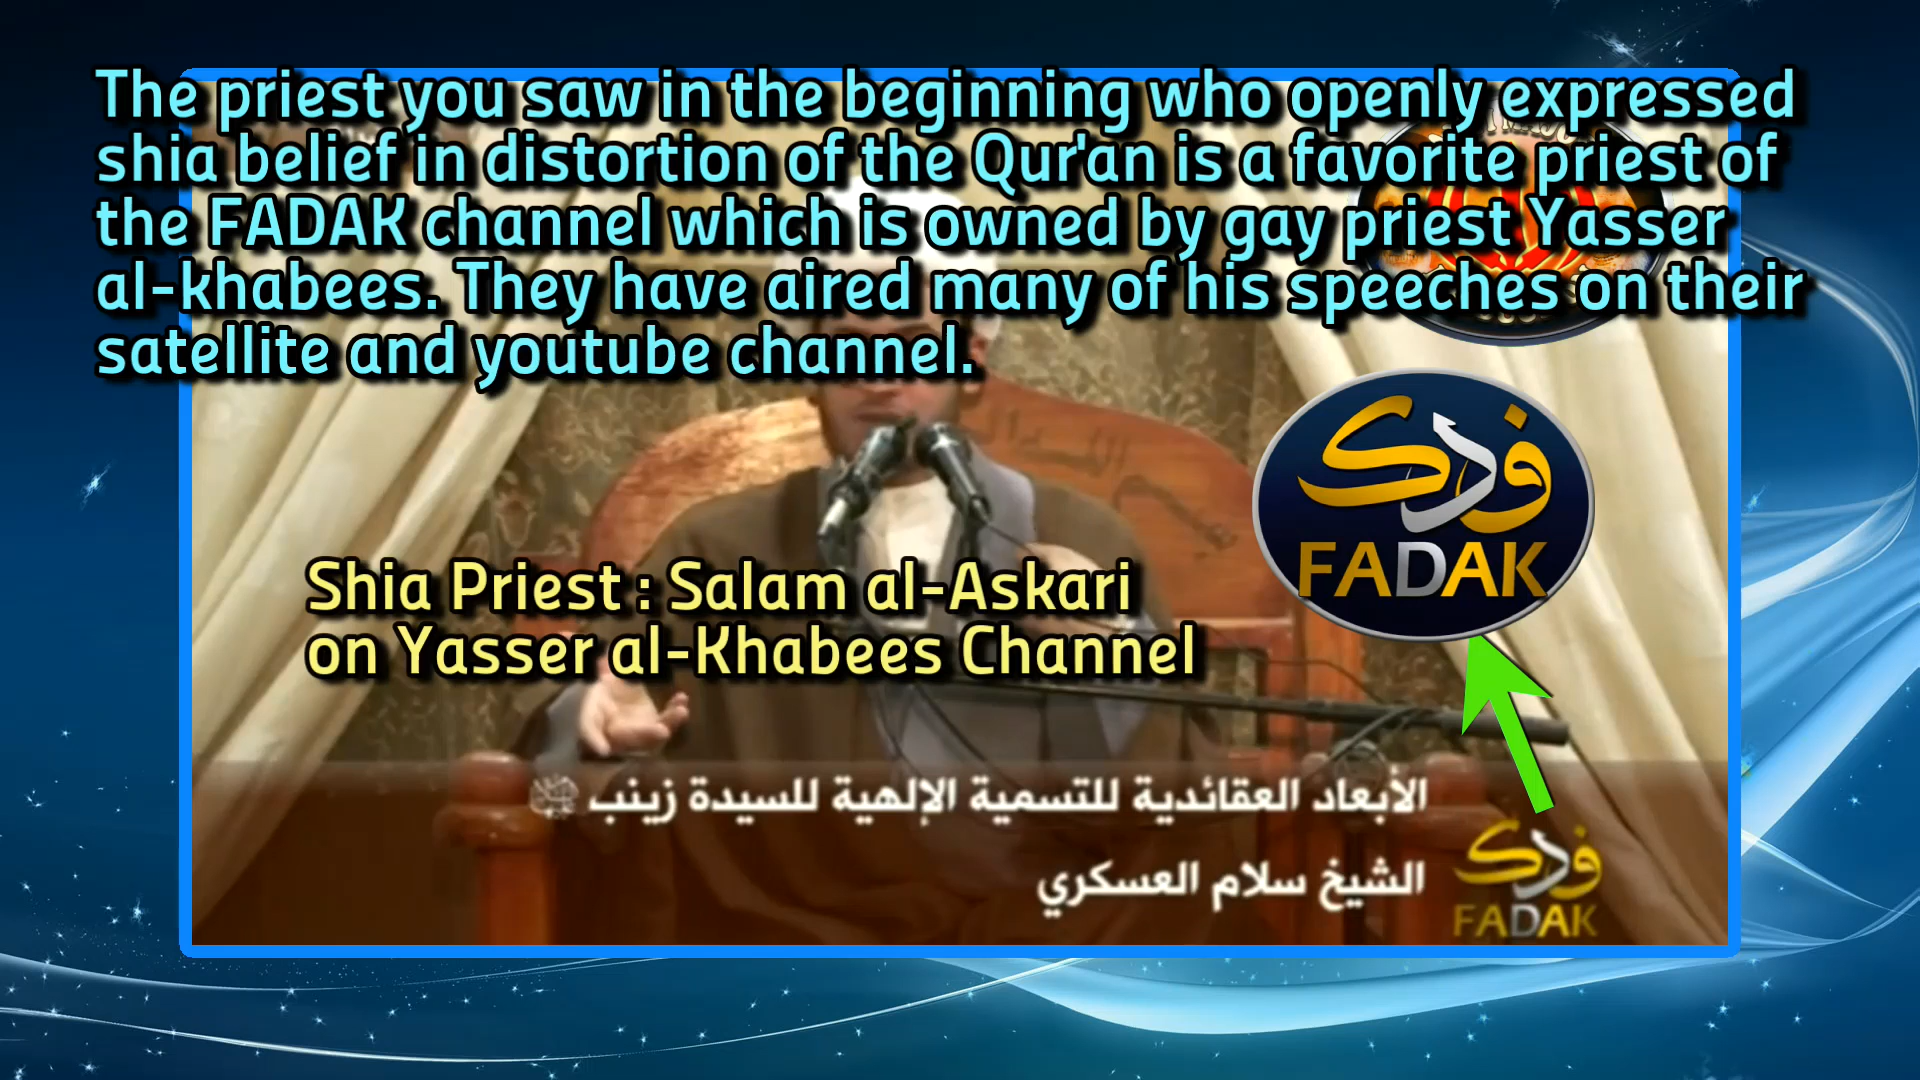 The priest you saw in the beginning who openly expressed
shia belief in distortion of the Qur'an is a favorite priest of
the FADAK channel which is owned by gay priest Yasser
al-khabees. They have aired many of his speeches on their
satellite and youtube channel.
فدك
FADAK
Shia Priest : Salam al-Askari
on Yasser al-Khabees Channel
الأبعاد العقائدية للتسمية الإلهية للسيدة زينب
الشيخ سلام العسكري
فدك
FADAK